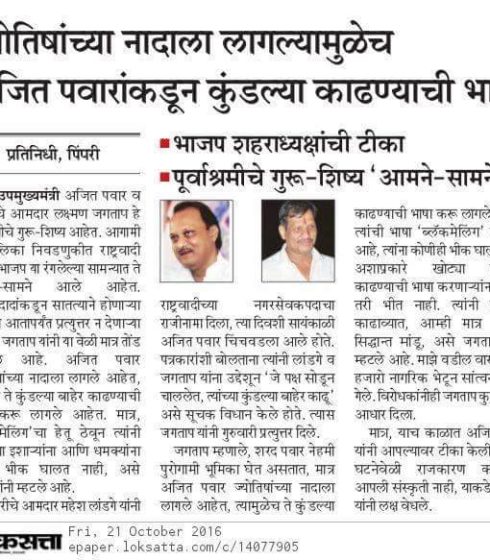 ोतिषांच्या नादाला लागल्यामुळेच
जित पवारांकडून कुंडल्या काढण्याची भा
प्रतिनिधी, पिंपरी
▪ भाजप शहराध्यक्षांची टीका
▪ पूर्वाश्रमीचे गुरू-शिष्य ‘आमने-सामने
उपमुख्यमंत्री अजित पवार व
चे आमदार लक्ष्मण जगताप हे
ीचे गुरू-शिष्य आहेत. आगामी
लिका निवडणुकीत राष्ट्रवादी
भाजप या रंगलेल्या सामन्यात ते
-सामने आले आहेत.
दादांकडून सातत्याने होणाऱ्या
आतापर्यंत प्रत्युत्तर न देणाऱ्या
जगताप यांनी या वेळी मात्र तोंड
ले आहे. अजित पवार
यांच्या नादाला लागले आहेत,
ते कुंडल्या बाहेर काढण्याची
करू लागले आहेत. मात्र,
मेलिंग’चा हेतू ठेवून त्यांनी
या इशाऱ्यांना आणि धमक्यांना
भीक घालत नाही, असे
यांनी म्हटले आहे.
रीचे आमदार महेश लांडगे यांनी
राष्ट्रवादीच्या नगरसेवकपदाचा
राजीनामा दिला, त्या दिवशी सायंकाळी
अजित पवार चिंचवडला आले होते.
पत्रकारांशी बोलताना त्यांनी लांडगे व
जगताप यांना उद्देशून ‘जे पक्ष सोडून
चाललेत, त्यांच्या कुंडल्या बाहेर काढू’
असे सूचक विधान केले होते. त्यास
जगताप यांनी गुरुवारी प्रत्युत्तर दिले.
जगताप म्हणाले, शरद पवार नेहमी
पुरोगामी भूमिका घेत असतात, मात्र
अजित पवार ज्योतिषांच्या नादाला
लागले आहेत, त्यामुळेच ते कुंडल्या
काढण्याची भाषा करू लागले
त्यांची भाषा ‘ब्लॅकमेलिंग’
आहे, त्यांना कोणीही भीक घाल
अशाप्रकारे खोट्या
काढण्याची भाषा करणाऱ्यांन
तरी भीत नाही. त्यांनी
काढाव्यात, आम्ही मात्र
सिद्धान्त मांडू, असे जगताप
म्हटले आहे. माझे वडील वार
हजारो नागरिक भेटून सांत्वन
गेले. विरोधकांनीही जगतापकु
आधार दिला.
मात्र, याच काळात अजित
यांनी आपल्यावर टीका केली
घटनेवेळी राजकारण क
आपली संस्कृती नाही, याकडे
यांनी लक्ष वेधले.
कसत्ता
Fri, 21 October 2016
epaper.loksatta.com/c/14077905